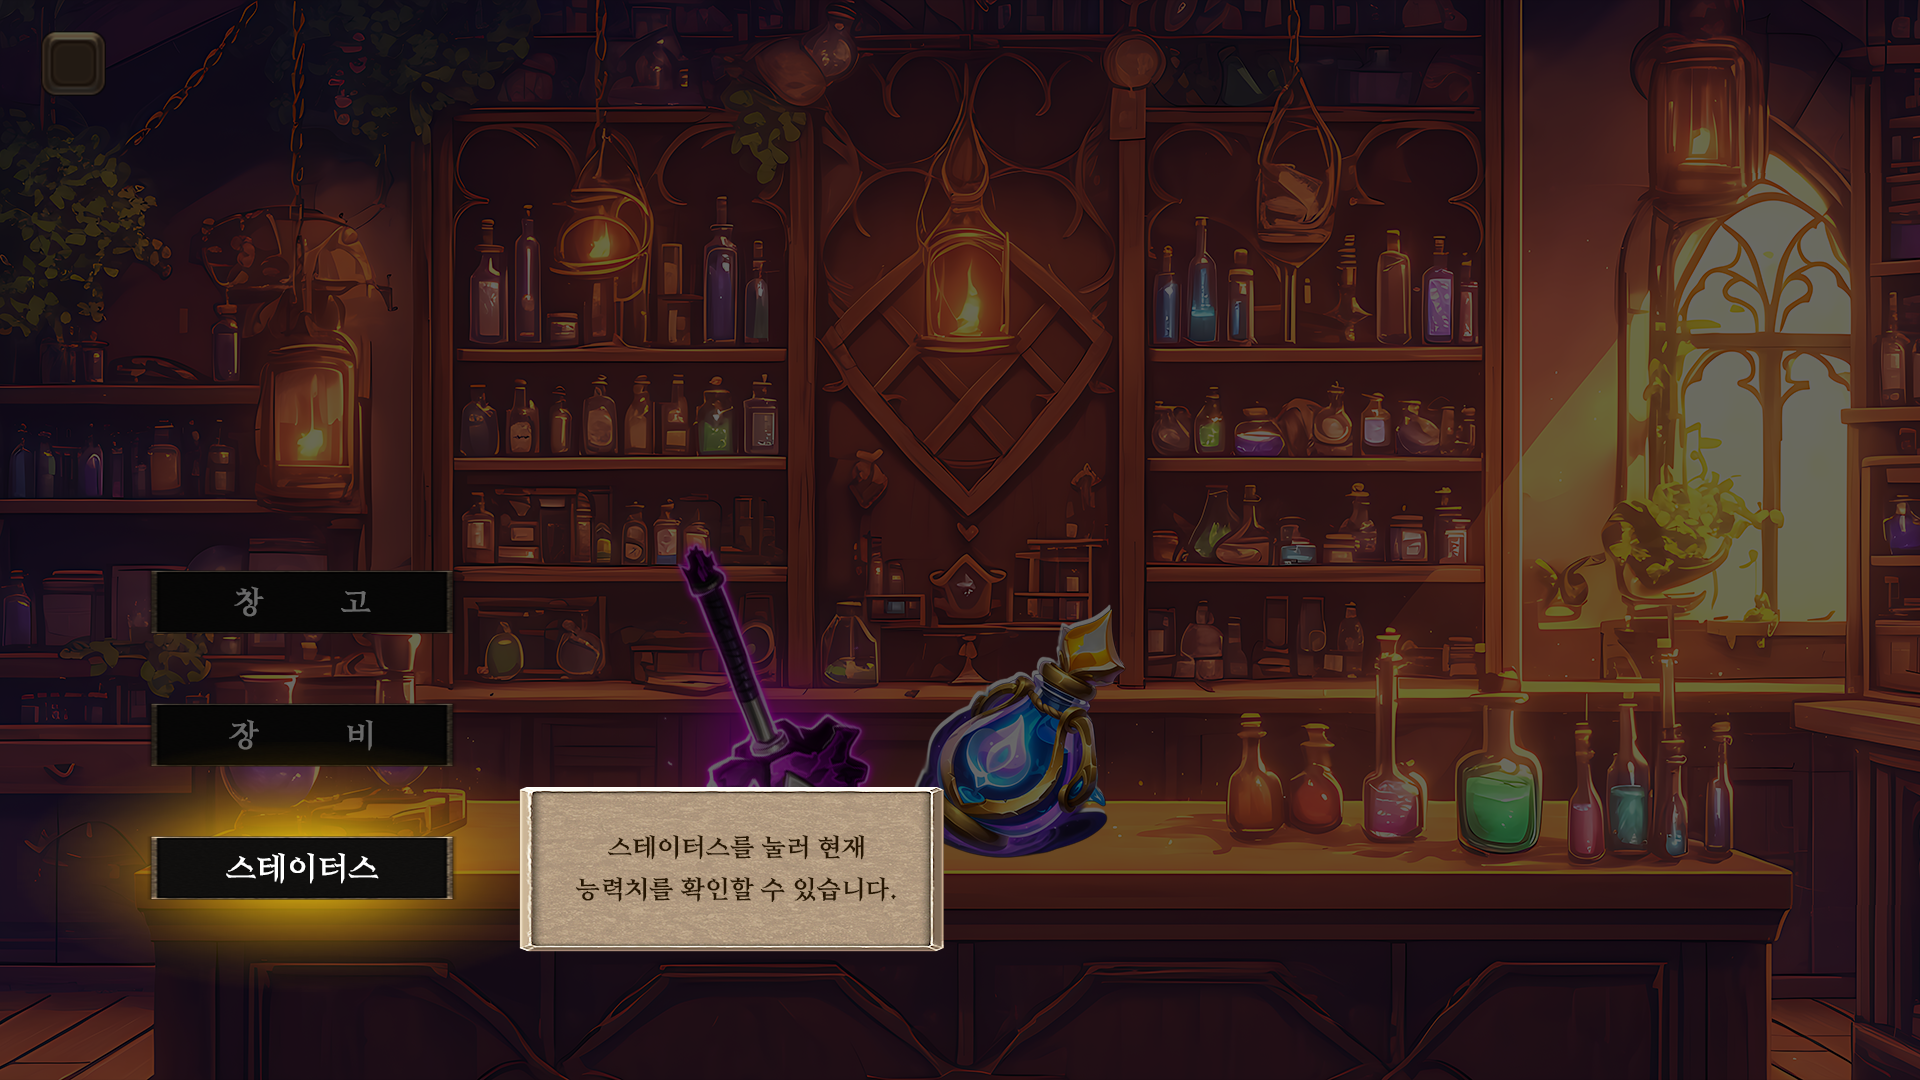 창 고
장 비
스테이터스
스테이터스를 눌러 현재
능력치를 확인할 수 있습니다.